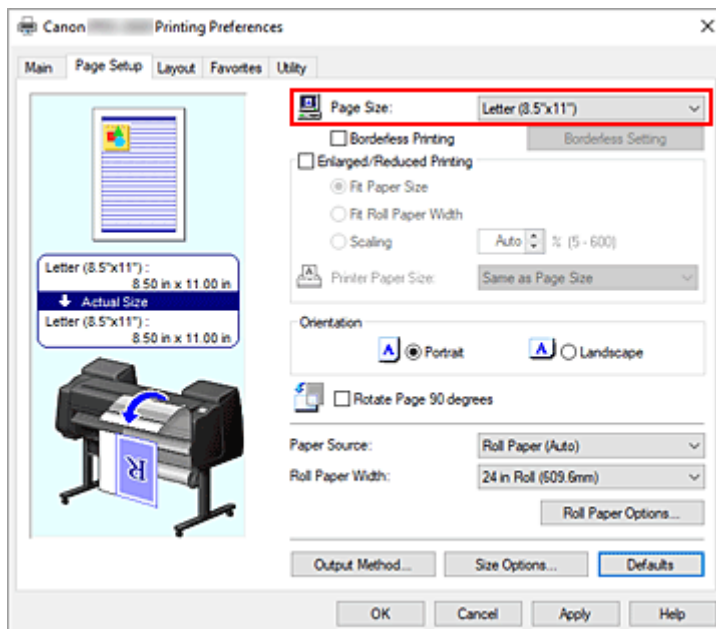 Canon Printing Preferences
Main Page Setup Layout Favorites Utility
Page Size: Letter (8.5"x11")
Borderless Printing Borderless Setting
Enlarged/Reduced Printing
Fit Paper Size
Fit Roll Paper Width
Scaling Auto % (5 - 600)
Printer Paper Size: Same as Page Size
Letter (8.5"x11") :
8.50 in x 11.00 in
Actual Size
Letter (8.5"x11") :
8.50 in x 11.00 in
Orientation
A Portrait A Landscape
Rotate Page 90 degrees
R
Paper Source: Roll Paper (Auto)
Roll Paper Width: 24 in Roll (609.6mm)
Roll Paper Options...
Output Method... Size Options... Defaults
OK Cancel Apply Help